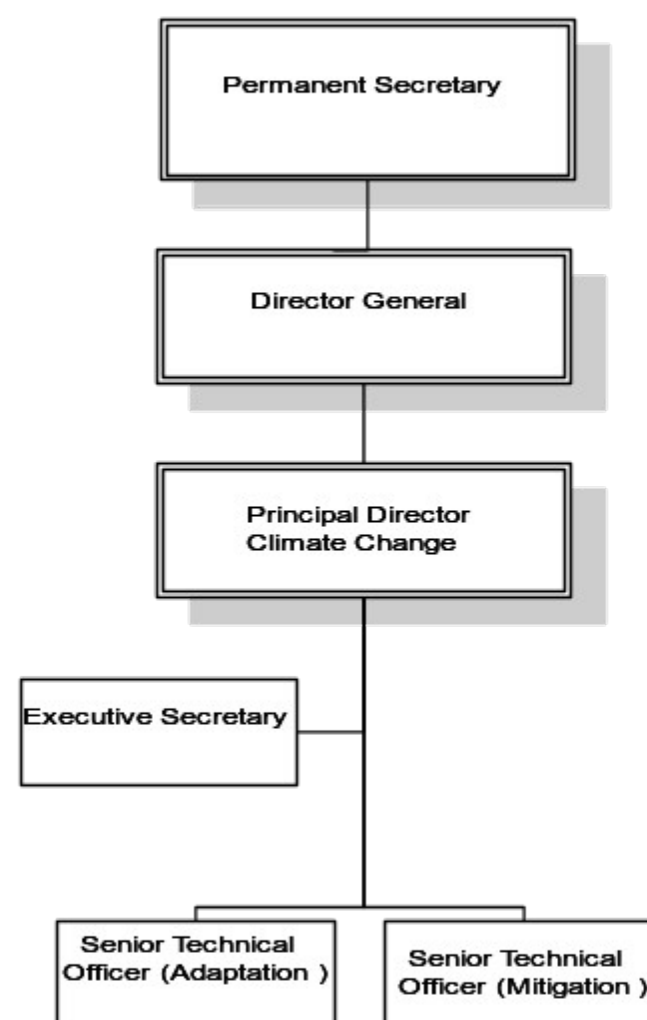 Permanent Secretary
Director General
Principal Director
Climate Change
Executive Secretary
Senior Technical
Officer (Adaptation )
Senior Technical
Officer (Mitigation )